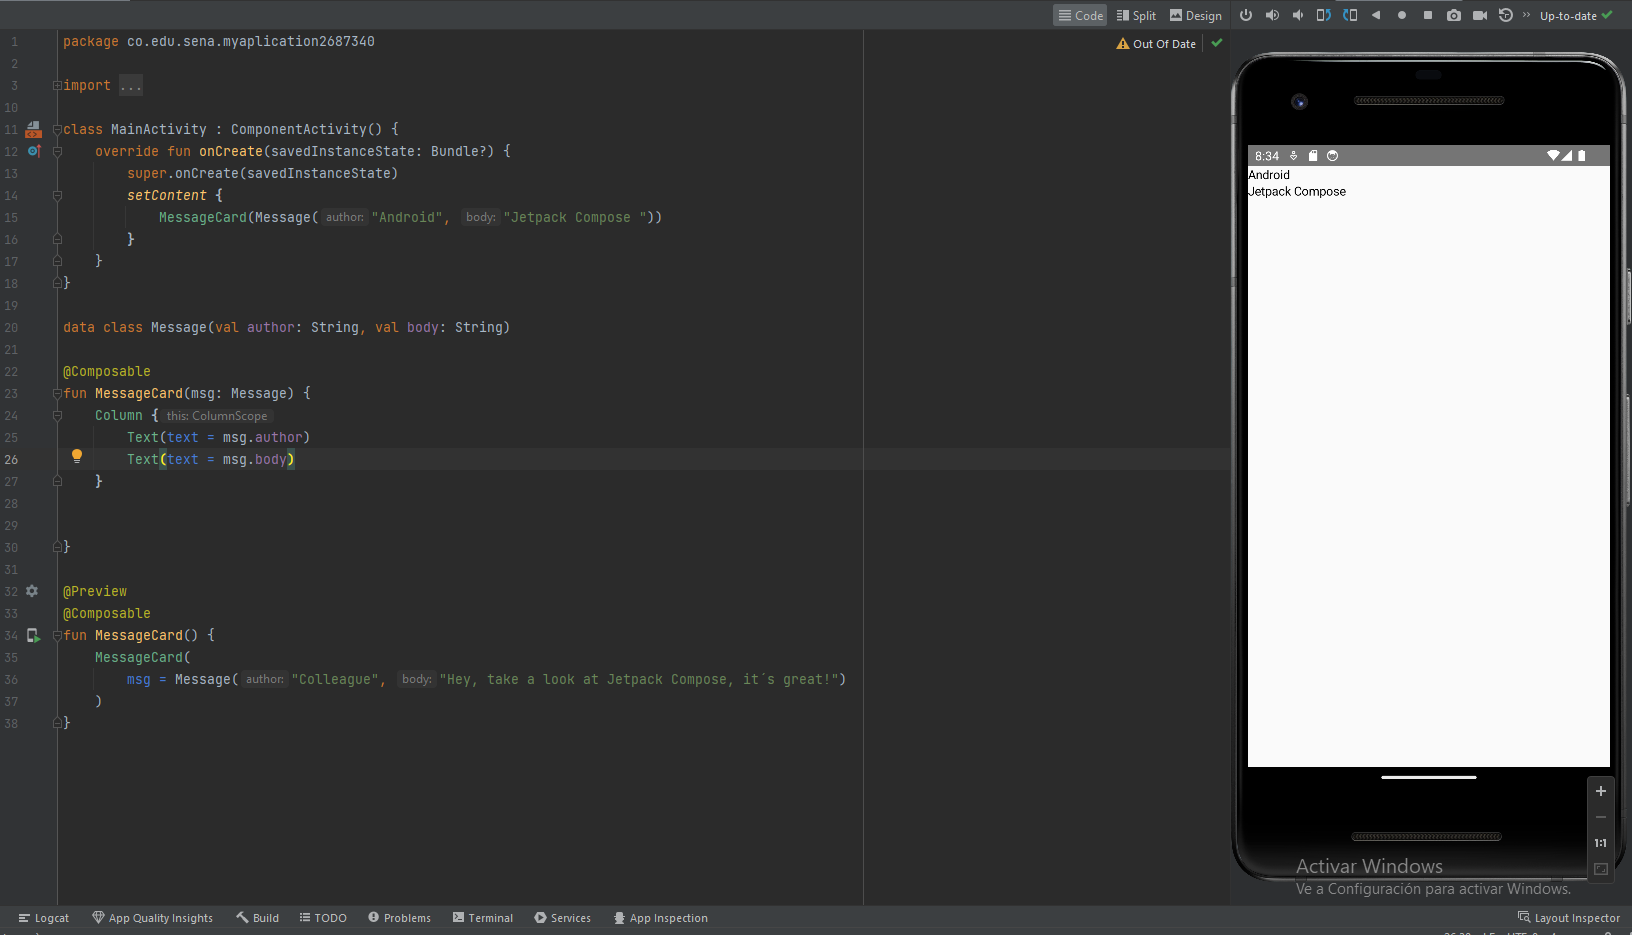 Code Split Design Up-to-date
Out Of Date
1 package co.edu.sena.myaplication2687340
2
3 import ...
10
11 class MainActivity : ComponentActivity() {
12 override fun onCreate(savedInstanceState: Bundle?) {
13 super.onCreate(savedInstanceState)
14 setContent {
15 MessageCard(Message( author: "Android", body: "Jetpack Compose "))
16 }
17 }
18 }
19
20 data class Message(val author: String, val body: String)
21
22 @Composable
23 fun MessageCard(msg: Message) {
24 Column { this: ColumnScope
25 Text(text = msg.author)
26 Text(text = msg.body)
27 }
28
29
30 }
31
32 @Preview
33 @Composable
34 fun MessageCard() {
35 MessageCard(
36 msg = Message( author: "Colleague", body: "Hey, take a look at Jetpack Compose, it´s great!")
37 )
38 }
8:34
Android
Jetpack Compose
1:1
Activar Windows
Ve a Configuración para activar Windows.
Logcat App Quality Insights Build TODO Problems Terminal Services App Inspection Layout Inspector